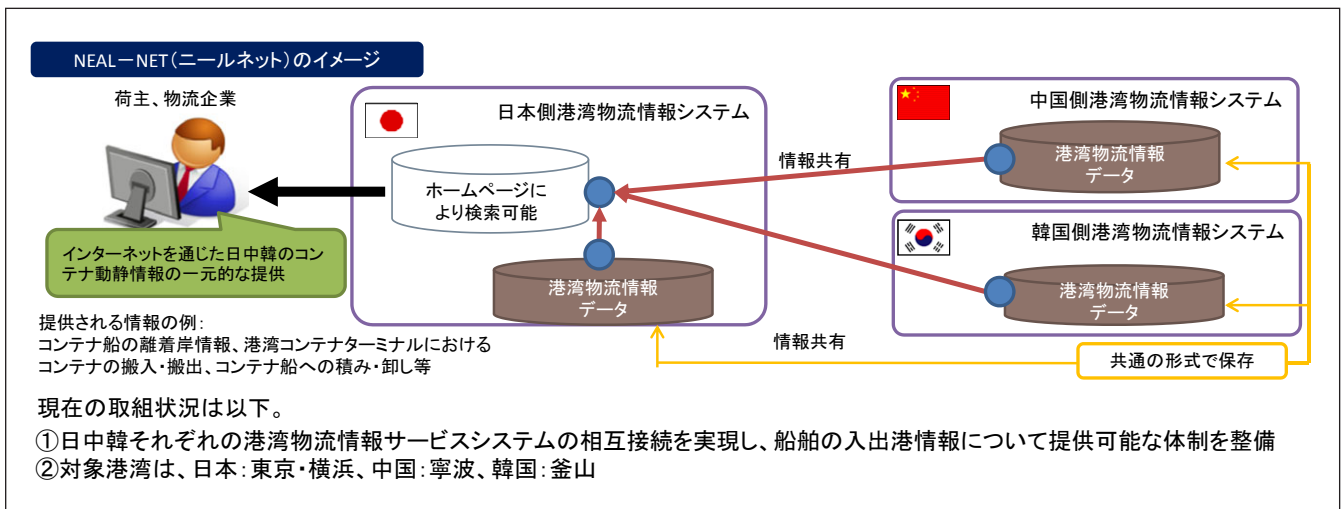 NEAL－NET（ニールネット）のイメージ
荷主、物流企業
日本側港湾物流情報システム
中国側港湾物流情報システム
港湾物流情報
データ
情報共有
ホームページに
より検索可能
韓国側港湾物流情報システム
インターネットを通じた日中韓のコン
テナ動静情報の一元的な提供
港湾物流情報
データ
港湾物流情報
データ
提供される情報の例：
コンテナ船の離着岸情報、港湾コンテナターミナルにおける
コンテナの搬入・搬出、コンテナ船への積み・卸し等
情報共有
共通の形式で保存
現在の取組状況は以下。
①日中韓それぞれの港湾物流情報サービスシステムの相互接続を実現し、船舶の入出港情報について提供可能な体制を整備
②対象港湾は、日本：東京・横浜、中国：寧波、韓国：釜山